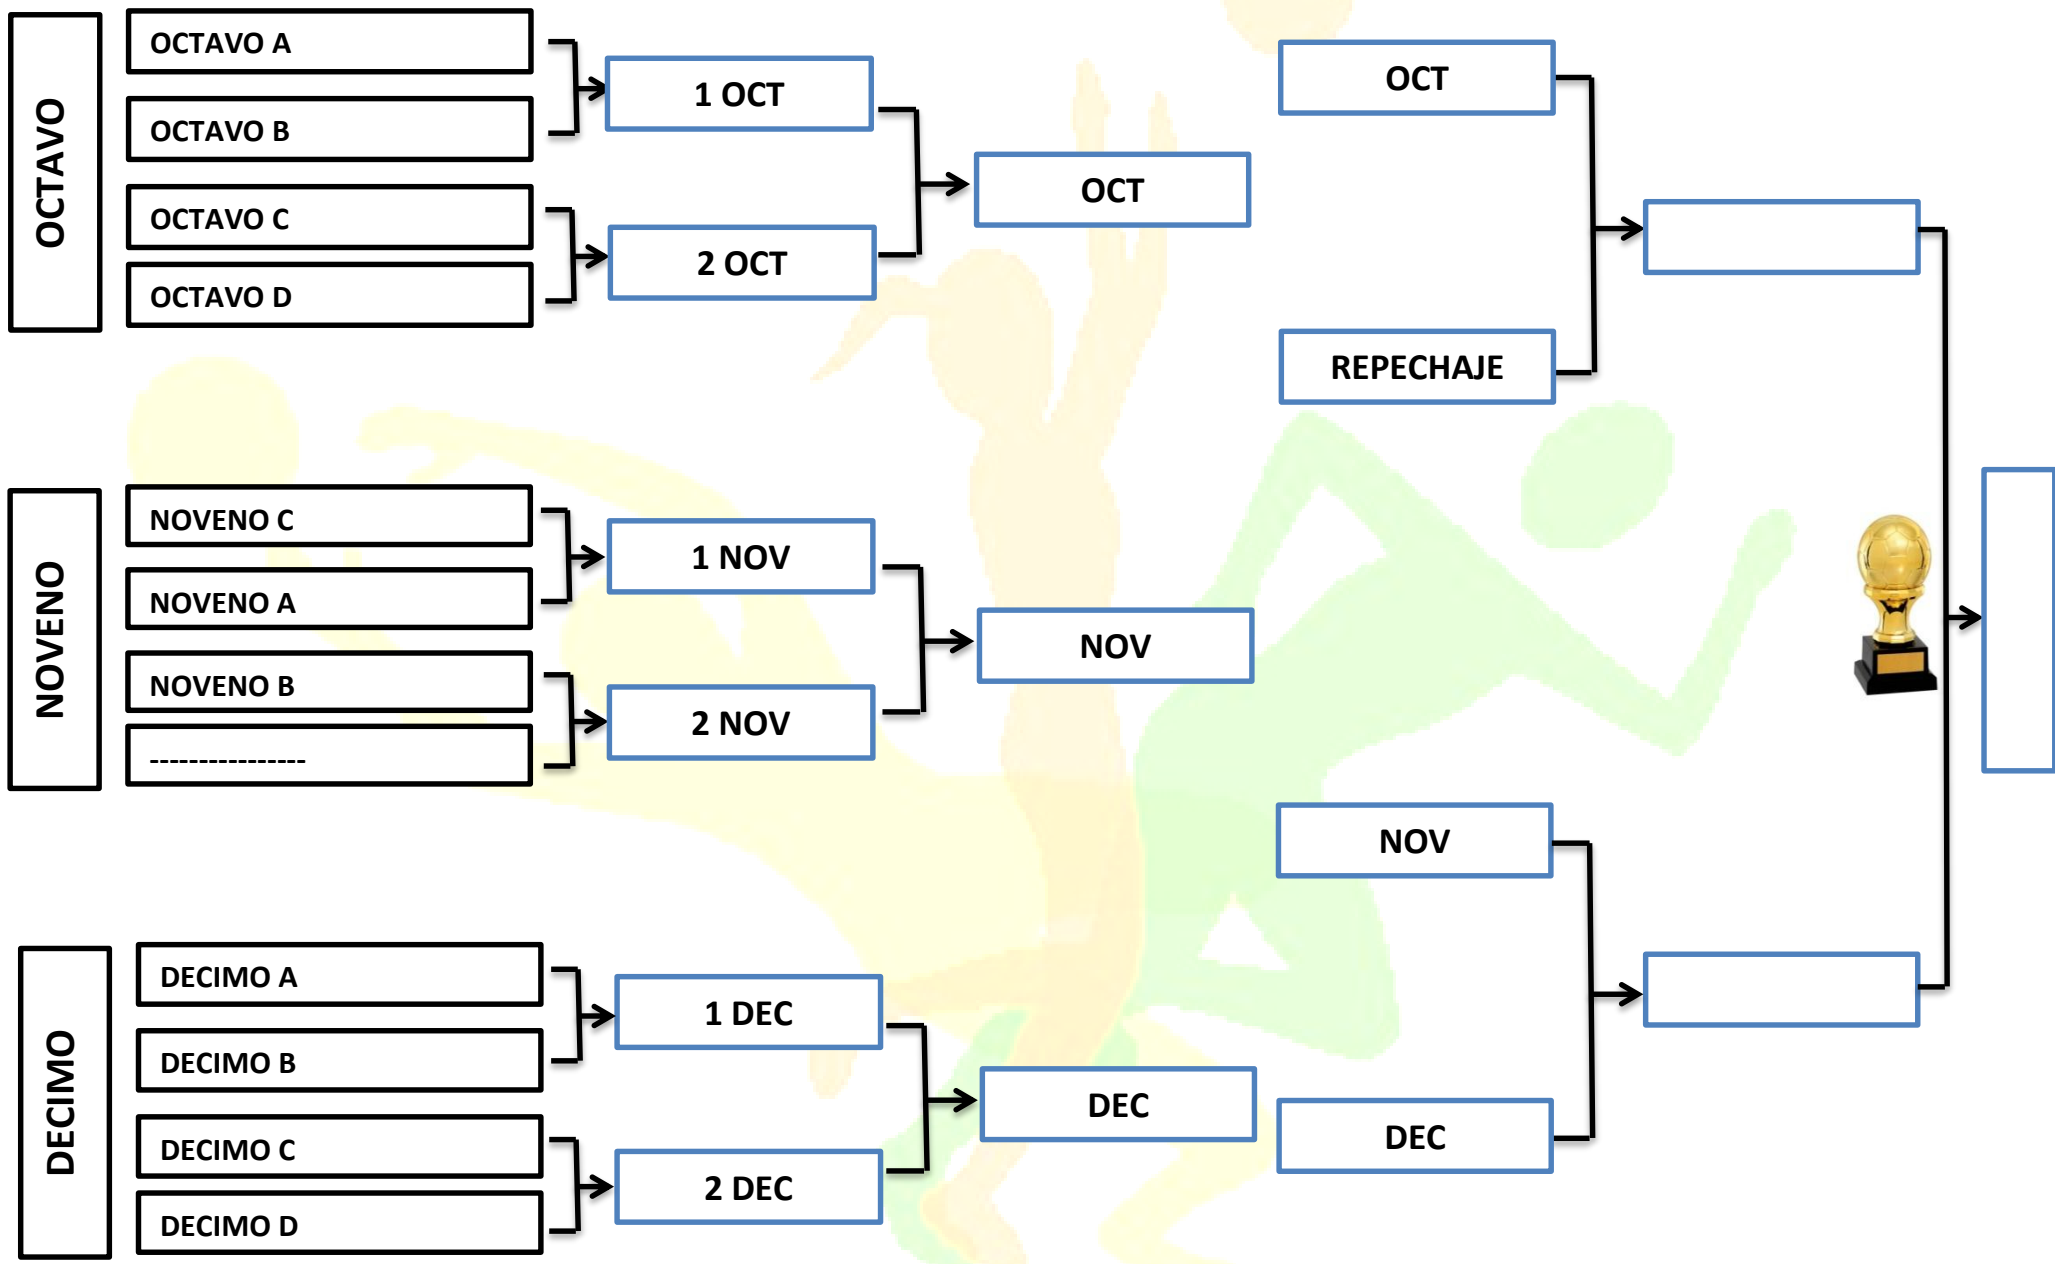 OCTAVO
OCTAVO A
OCTAVO B
OCTAVO C
OCTAVO D
1 OCT
2 OCT
OCT
NOVENO
NOVENO C
NOVENO A
NOVENO B
----------------
1 NOV
2 NOV
NOV
DECIMO
DECIMO A
DECIMO B
DECIMO C
DECIMO D
1 DEC
2 DEC
DEC
OCT
REPECHAJE
NOV
DEC